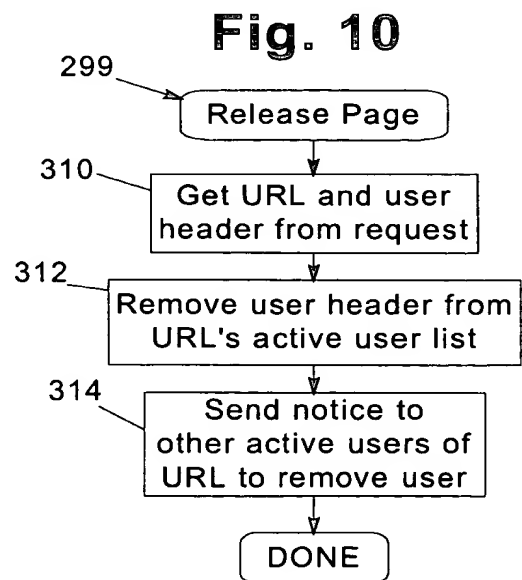 Fig. 10
299
Release Page
310
Get URL and user
header from request
312
Remove user header from
URL's active user list
314
Send notice to
other active users of
URL to remove user
DONE